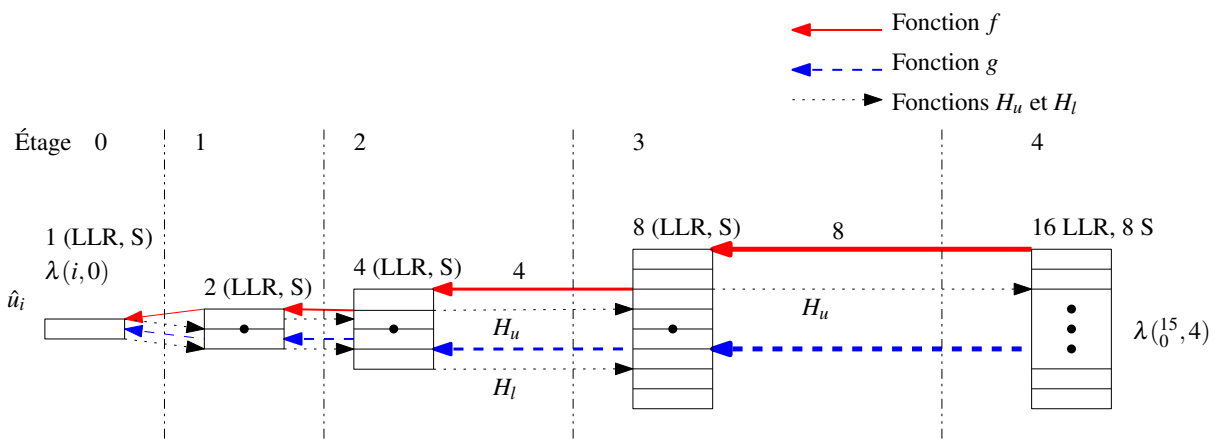 Fonction f
Fonction g
Fonctions H_u et H_l
Étage 0 1 2 3 4
1 (LLR, S)
λ(i,0)
û_i
2 (LLR, S)
4 (LLR, S)
4
8 (LLR, S)
8
16 LLR, 8 S
H_u
H_u
H_l
λ(_0^15,4)